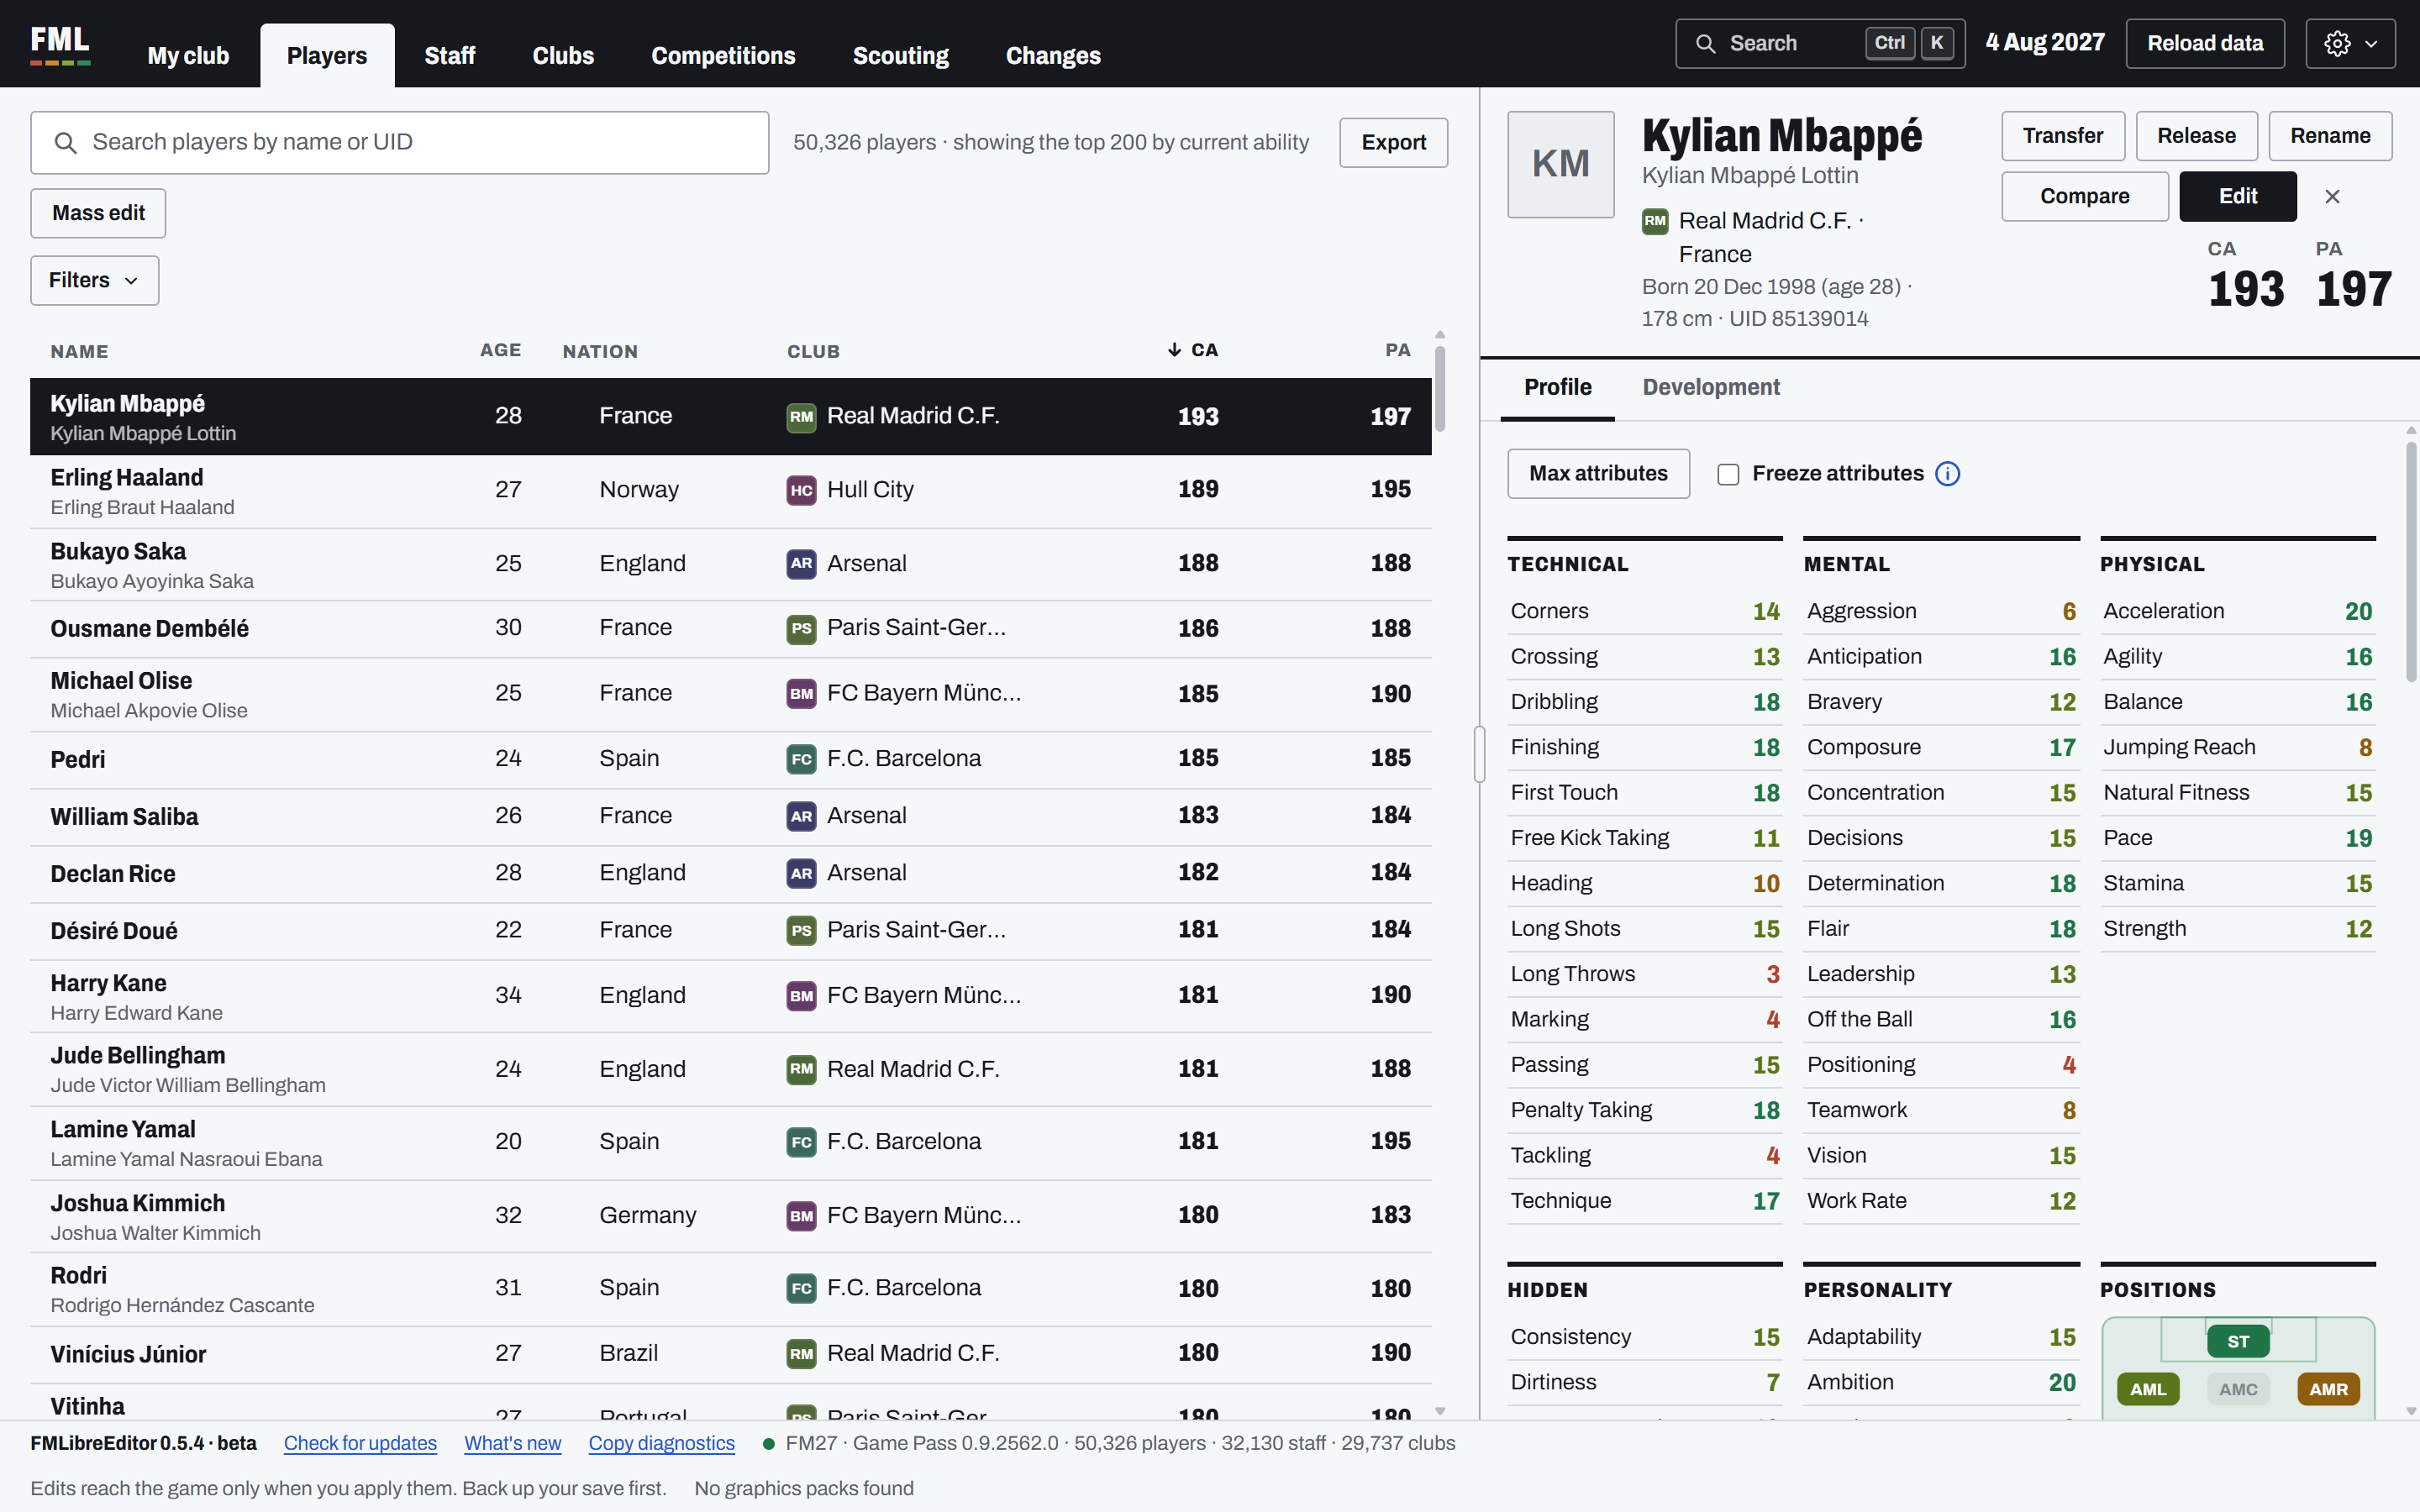 FML My club Players Staff Clubs Competitions Scouting Changes Search Ctrl K 4 Aug 2027 Reload data
Search players by name or UID
50,326 players · showing the top 200 by current ability
Export
Mass edit
Filters
NAME AGE NATION CLUB CA PA
Kylian Mbappé
Kylian Mbappé Lottin
28 France RM Real Madrid C.F. 193 197
Erling Haaland
Erling Braut Haaland
27 Norway HC Hull City 189 195
Bukayo Saka
Bukayo Ayoyinka Saka
25 England AR Arsenal 188 188
Ousmane Dembélé 30 France PS Paris Saint-Ger... 186 188
Michael Olise
Michael Akpovie Olise
25 France BM FC Bayern Münc... 185 190
Pedri 24 Spain FC F.C. Barcelona 185 185
William Saliba 26 France AR Arsenal 183 184
Declan Rice 28 England AR Arsenal 182 184
Désiré Doué 22 France PS Paris Saint-Ger... 181 184
Harry Kane
Harry Edward Kane
34 England BM FC Bayern Münc... 181 190
Jude Bellingham
Jude Victor William Bellingham
24 England RM Real Madrid C.F. 181 188
Lamine Yamal
Lamine Yamal Nasraoui Ebana
20 Spain FC F.C. Barcelona 181 195
Joshua Kimmich
Joshua Walter Kimmich
32 Germany BM FC Bayern Münc... 180 183
Rodri
Rodrigo Hernández Cascante
31 Spain FC F.C. Barcelona 180 180
Vinícius Júnior 27 Brazil RM Real Madrid C.F. 180 190
Vitinha 27 Portugal PS Paris Saint-Ger 180 180
KM
Kylian Mbappé
Kylian Mbappé Lottin
RM Real Madrid C.F. ·
France
Born 20 Dec 1998 (age 28) ·
178 cm · UID 85139014
Transfer Release Rename
Compare Edit
CA PA
193 197
Profile Development
Max attributes Freeze attributes
TECHNICAL
Corners 14
Crossing 13
Dribbling 18
Finishing 18
First Touch 18
Free Kick Taking 11
Heading 10
Long Shots 15
Long Throws 3
Marking 4
Passing 15
Penalty Taking 18
Tackling 4
Technique 17
MENTAL
Aggression 6
Anticipation 16
Bravery 12
Composure 17
Concentration 15
Decisions 15
Determination 18
Flair 18
Leadership 13
Off the Ball 16
Positioning 4
Teamwork 8
Vision 15
Work Rate 12
PHYSICAL
Acceleration 20
Agility 16
Balance 16
Jumping Reach 8
Natural Fitness 15
Pace 19
Stamina 15
Strength 12
HIDDEN
Consistency 15
Dirtiness 7
PERSONALITY
Adaptability 15
Ambition 20
POSITIONS
ST
AML AMC AMR
FMLibreEditor 0.5.4 · beta Check for updates What's new Copy diagnostics FM27 · Game Pass 0.9.2562.0 · 50,326 players · 32,130 staff · 29,737 clubs
Edits reach the game only when you apply them. Back up your save first. No graphics packs found